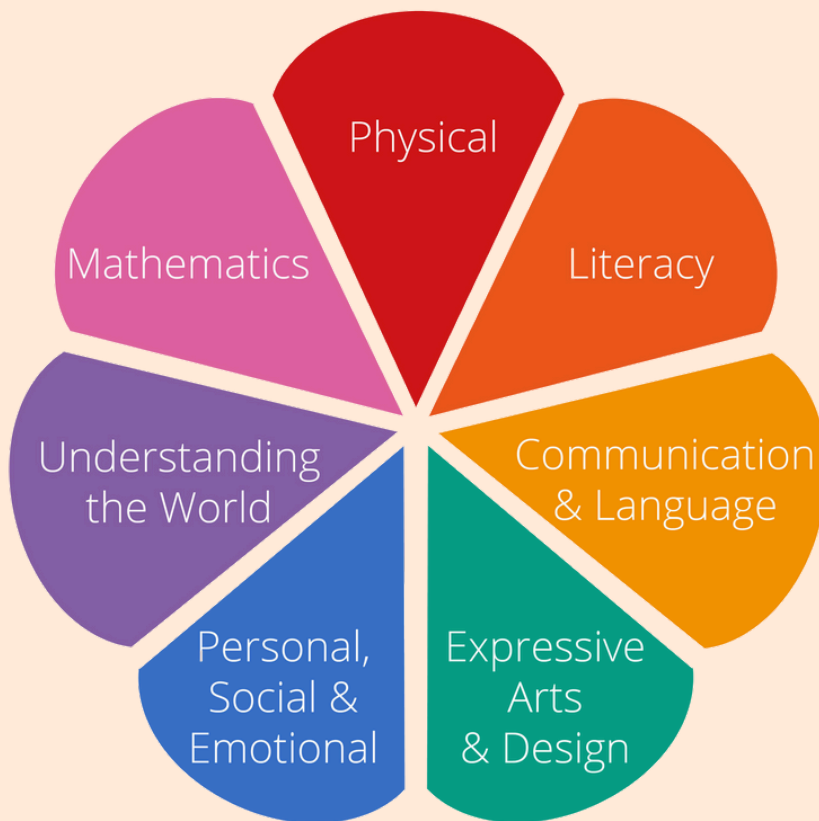 Physical
Literacy
Communication
& Language
Expressive
Arts
& Design
Personal,
Social &
Emotional
Understanding
the World
Mathematics